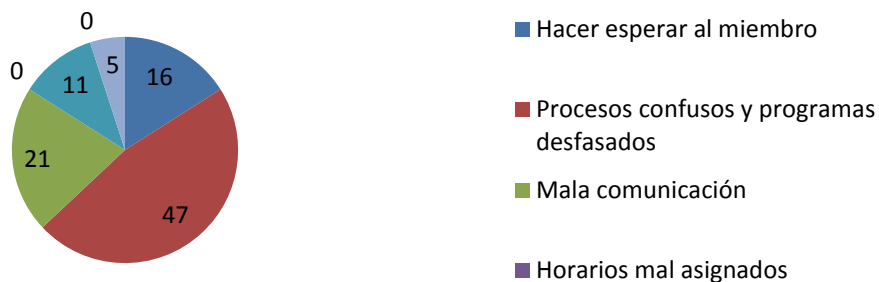 0
0
5
16
11
21
47
Hacer esperar al miembro
Procesos confusos y programas
desfasados
Mala comunicación
Horarios mal asignados